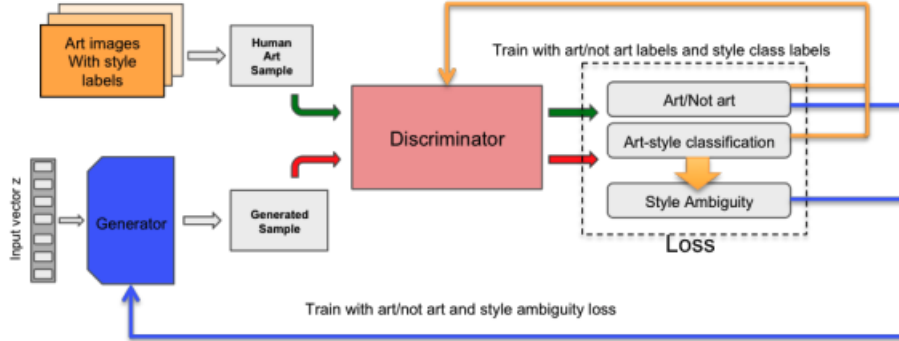 Art images
With style
labels
Human
Art
Sample
Train with art/not art labels and style class labels
Art/Not art
Discriminator
Art-style classification
Style Ambiguity
Loss
Input vector z
Generator
Generated
Sample
Train with art/not art and style ambiguity loss